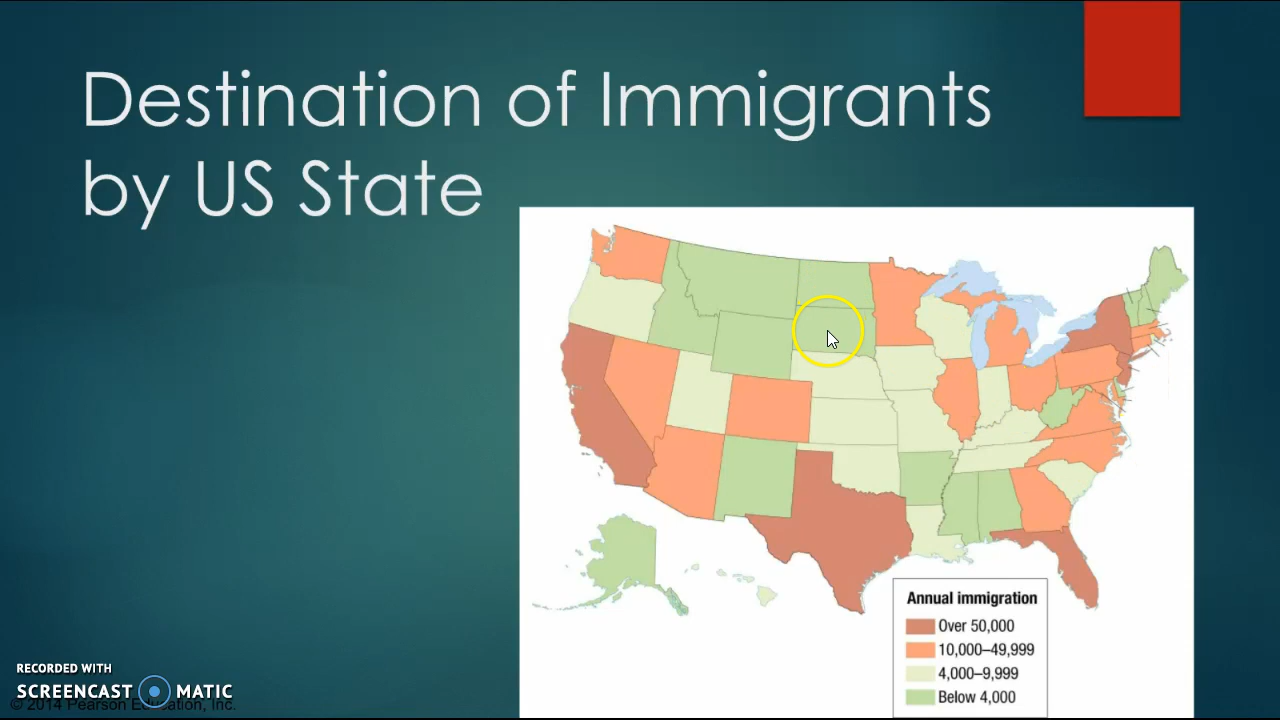 Destination of Immigrants
by US State
Annual immigration
Over 50,000
10,000–49,999
4,000–9,999
Below 4,000
RECORDED WITH
SCREENCAST MATIC
© 2014 Pearson Education, Inc.